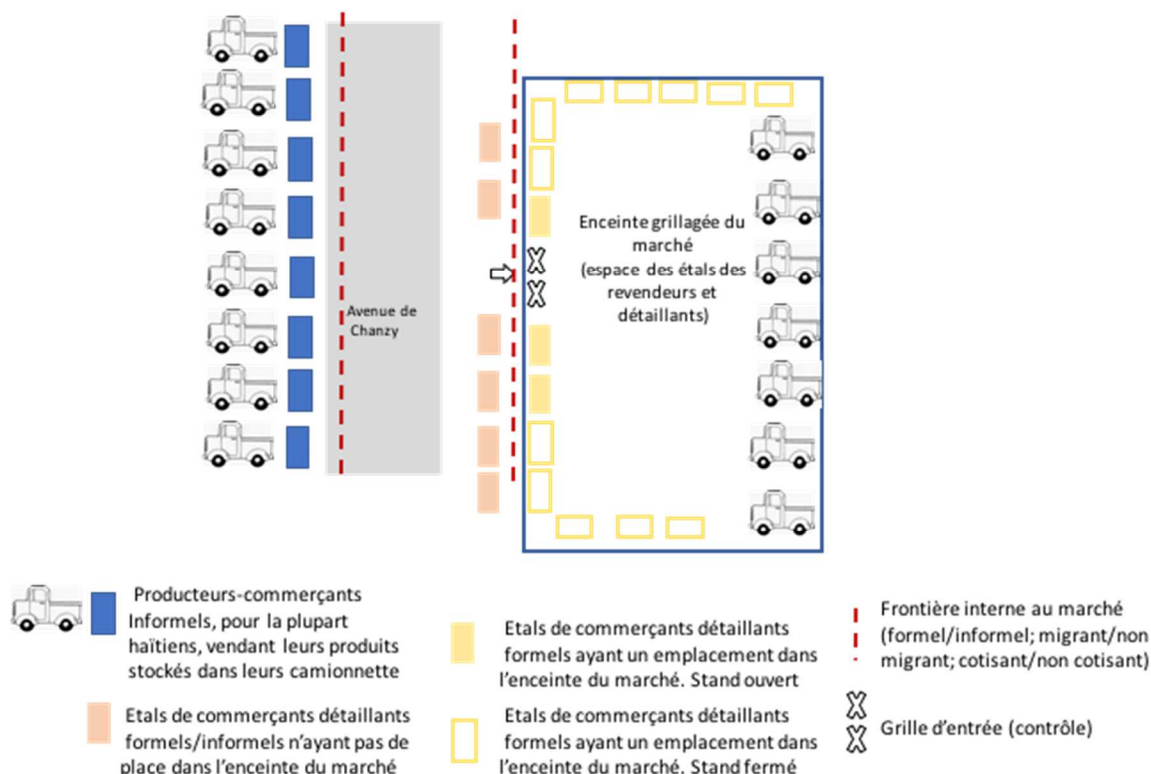 Enceinte grillagée du
marché
(espace des étals des
revendeurs et
détaillants)
Avenue de
Chanzy
Producteurs-commerçants
Informels, pour la plupart
haïtiens, vendant leurs produits
stockés dans leurs camionnette
Etals de commerçants détaillants
formels/informels n’ayant pas de
place dans l’enceinte du marché
Etals de commerçants détaillants
formels ayant un emplacement dans
l’enceinte du marché. Stand ouvert
Etals de commerçants détaillants
formels ayant un emplacement dans
l’enceinte du marché. Stand fermé
Frontière interne au marché
(formel/informel; migrant/non
migrant; cotisant/non cotisant)
Grille d’entrée (contrôle)